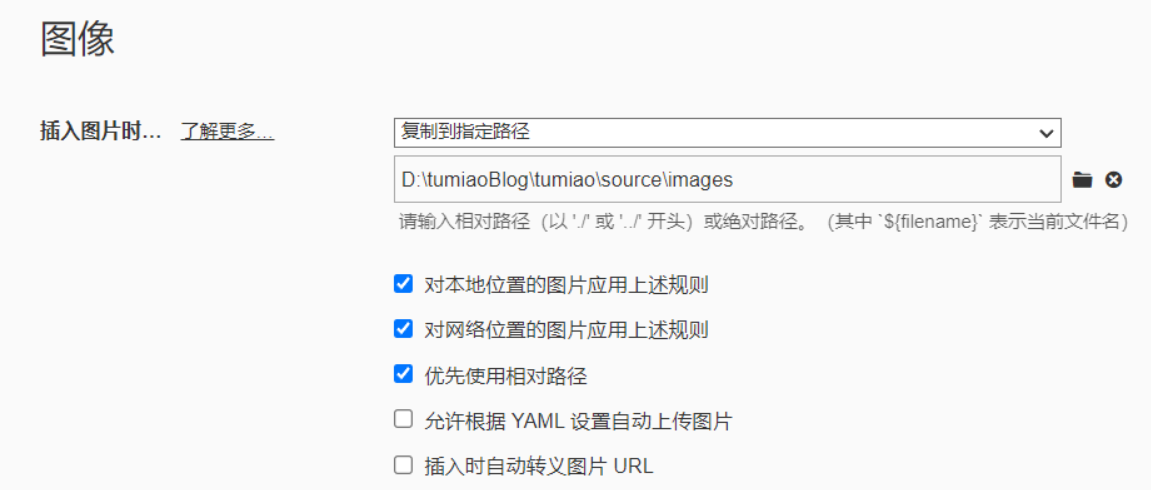 图像
插入图片时... 了解更多... 复制到指定路径
D:\tumiaoBlog\tumiao\source\images
请输入相对路径（以 './' 或 '../' 开头）或绝对路径。（其中 `${filename}` 表示当前文件名）
对本地位置的图片应用上述规则
对网络位置的图片应用上述规则
优先使用相对路径
允许根据 YAML 设置自动上传图片
插入时自动转义图片 URL